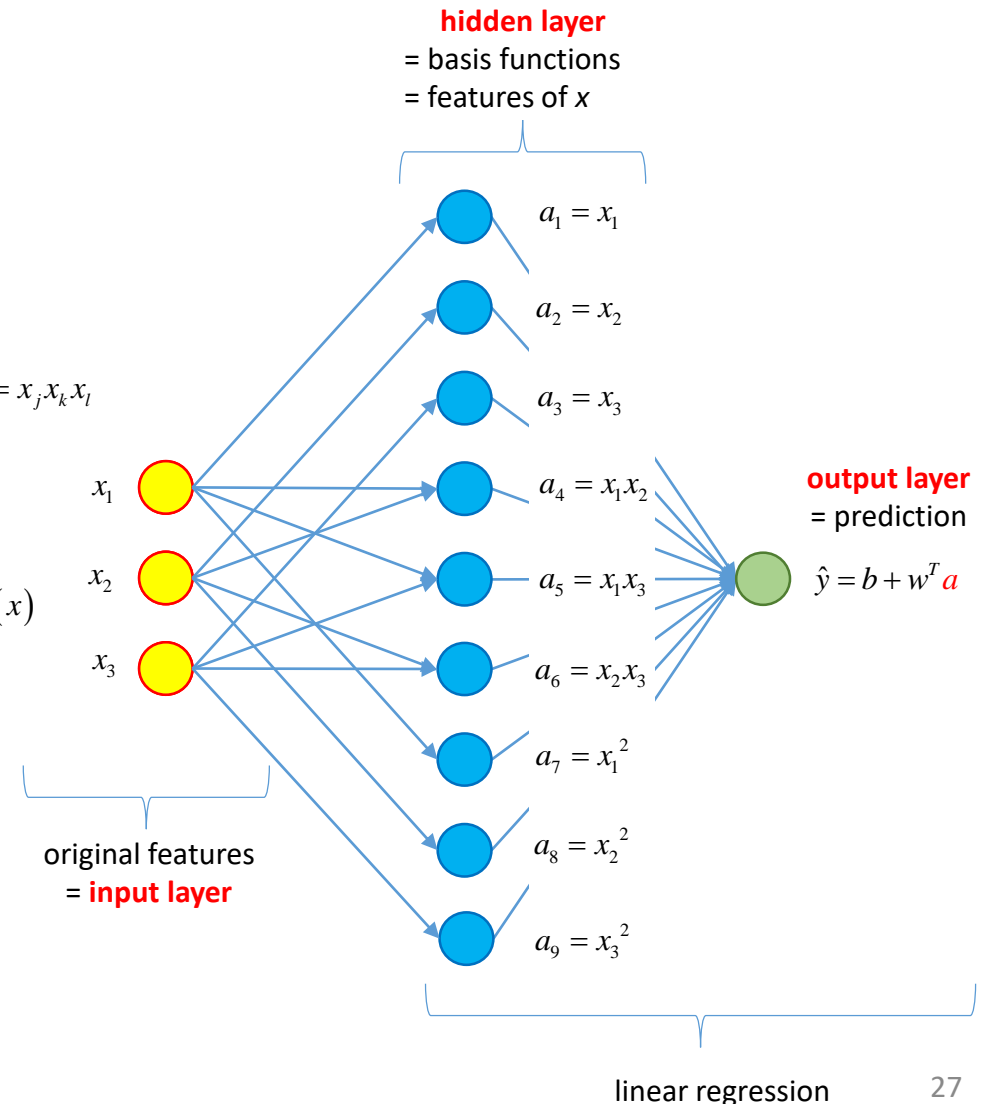 hidden layer
= basis functions
= features of x
a₁ = x₁
a₂ = x₂
= xⱼxₖxₗ
a₃ = x₃
x₁
a₄ = x₁x₂
output layer
= prediction
x₂
a₅ = x₁x₃
ŷ = b + wᵀa
(x)
x₃
a₆ = x₂x₃
a₇ = x₁²
original features
= input layer
a₈ = x₂²
a₉ = x₃²
linear regression
27